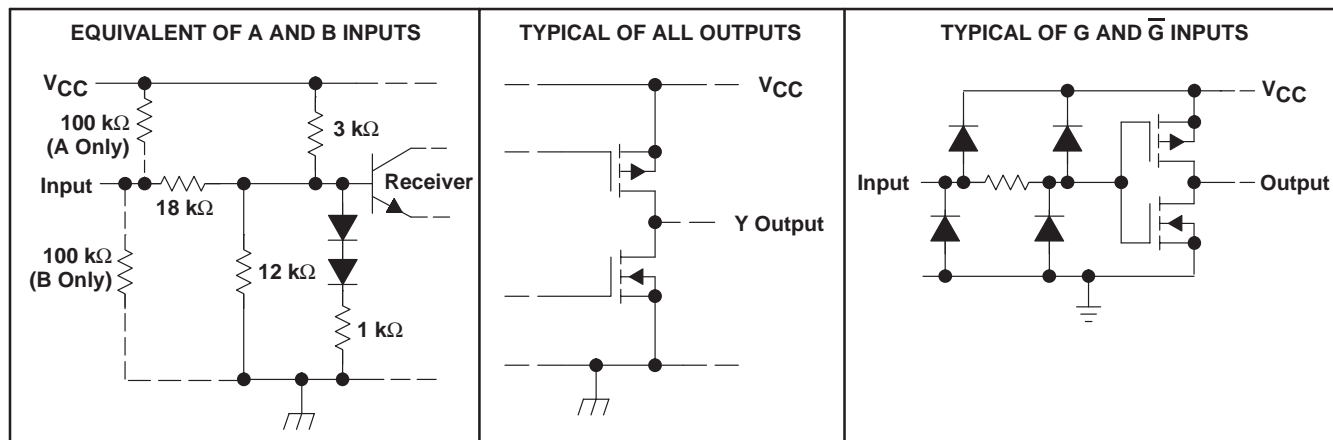 EQUIVALENT OF A AND B INPUTS
VCC
100 kΩ
(A Only)
3 kΩ
Input
18 kΩ
Receiver
100 kΩ
(B Only)
12 kΩ
1 kΩ
TYPICAL OF ALL OUTPUTS
VCC
Y Output
TYPICAL OF G AND G̅ INPUTS
VCC
Input
Output